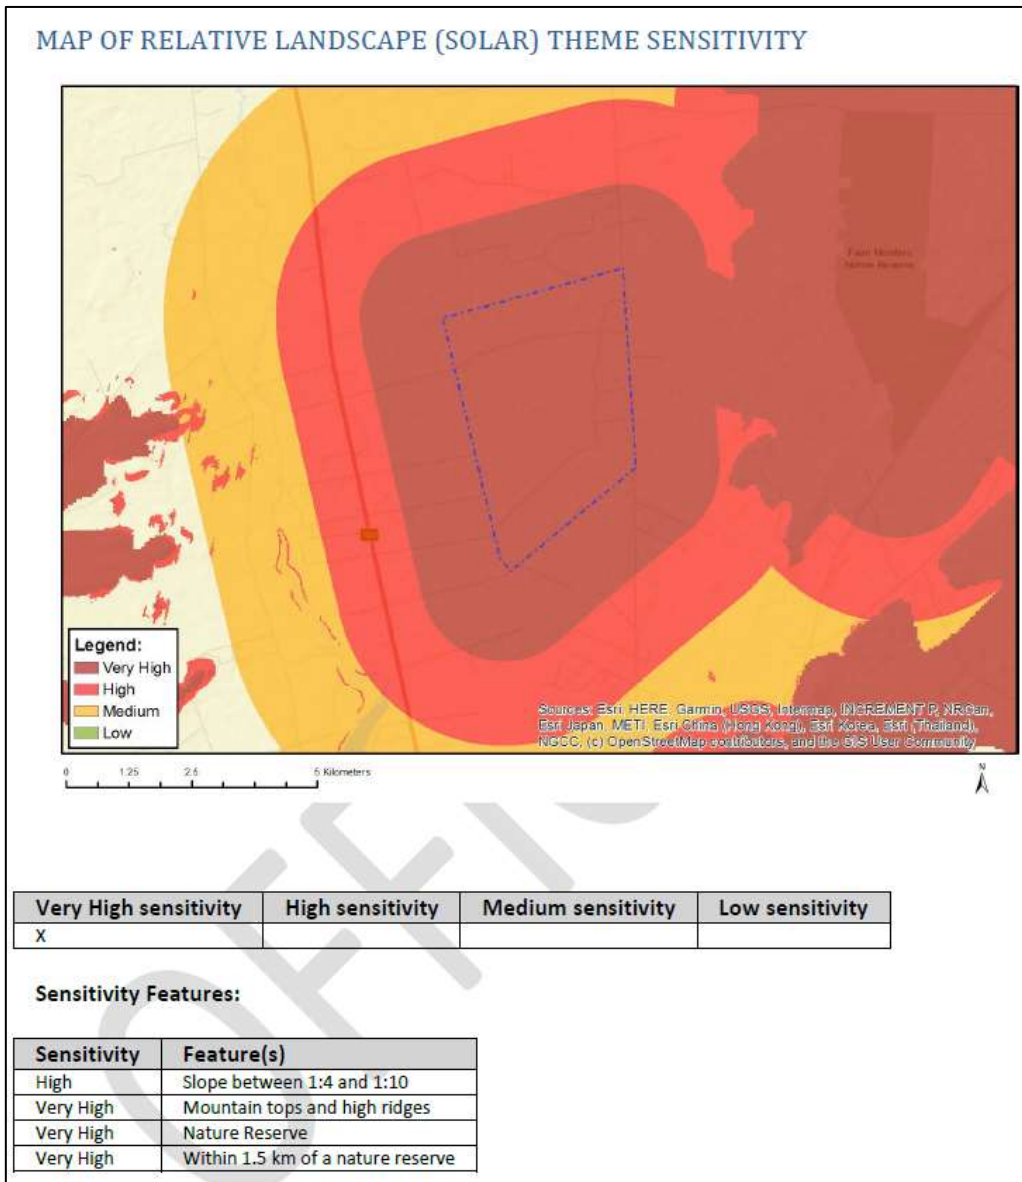 MAP OF RELATIVE LANDSCAPE (SOLAR) THEME SENSITIVITY
Nature Reserve
Legend:
Very High
High
Medium
Low
Sources: Esri, HERE, Garmin, USGS, Intermap, INCREMENT P, NRCan,
Esri Japan, METI, Esri China (Hong Kong), Esri Korea, Esri (Thailand),
NGCC, (c) OpenStreetMap contributors, and the GIS User Community
0 1.25 2.5 5 Kilometers
N
Very High sensitivity High sensitivity Medium sensitivity Low sensitivity
X
Sensitivity Features:
Sensitivity Feature(s)
High Slope between 1:4 and 1:10
Very High Mountain tops and high ridges
Very High Nature Reserve
Very High Within 1.5 km of a nature reserve